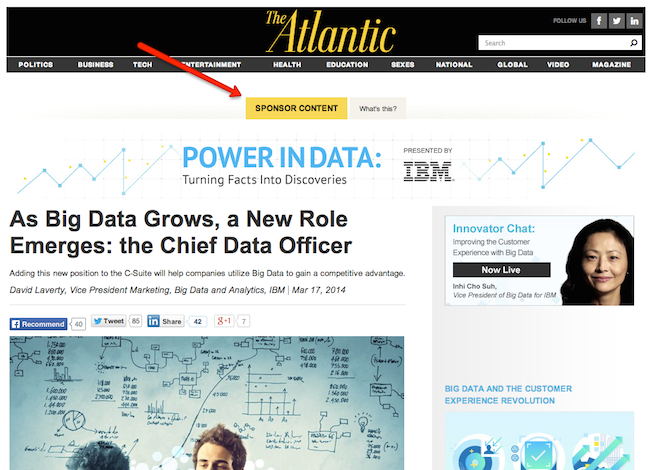 The Atlantic
FOLLOW US
Search
POLITICS BUSINESS TECH ENTERTAINMENT HEALTH EDUCATION SEXES NATIONAL GLOBAL VIDEO MAGAZINE
SPONSOR CONTENT What's this?
POWER IN DATA:
Turning Facts Into Discoveries
PRESENTED BY
IBM
As Big Data Grows, a New Role
Emerges: the Chief Data Officer
Adding this new position to the C-Suite will help companies utilize Big Data to gain a competitive advantage.
David Laverty, Vice President Marketing, Big Data and Analytics, IBM | Mar 17, 2014
Recommend 40 Tweet 85 Share 42 +1 7
Innovator Chat:
Improving the Customer
Experience with Big Data
Now Live
Inhi Cho Suh,
Vice President of Big Data for IBM
BIG DATA AND THE CUSTOMER
EXPERIENCE REVOLUTION